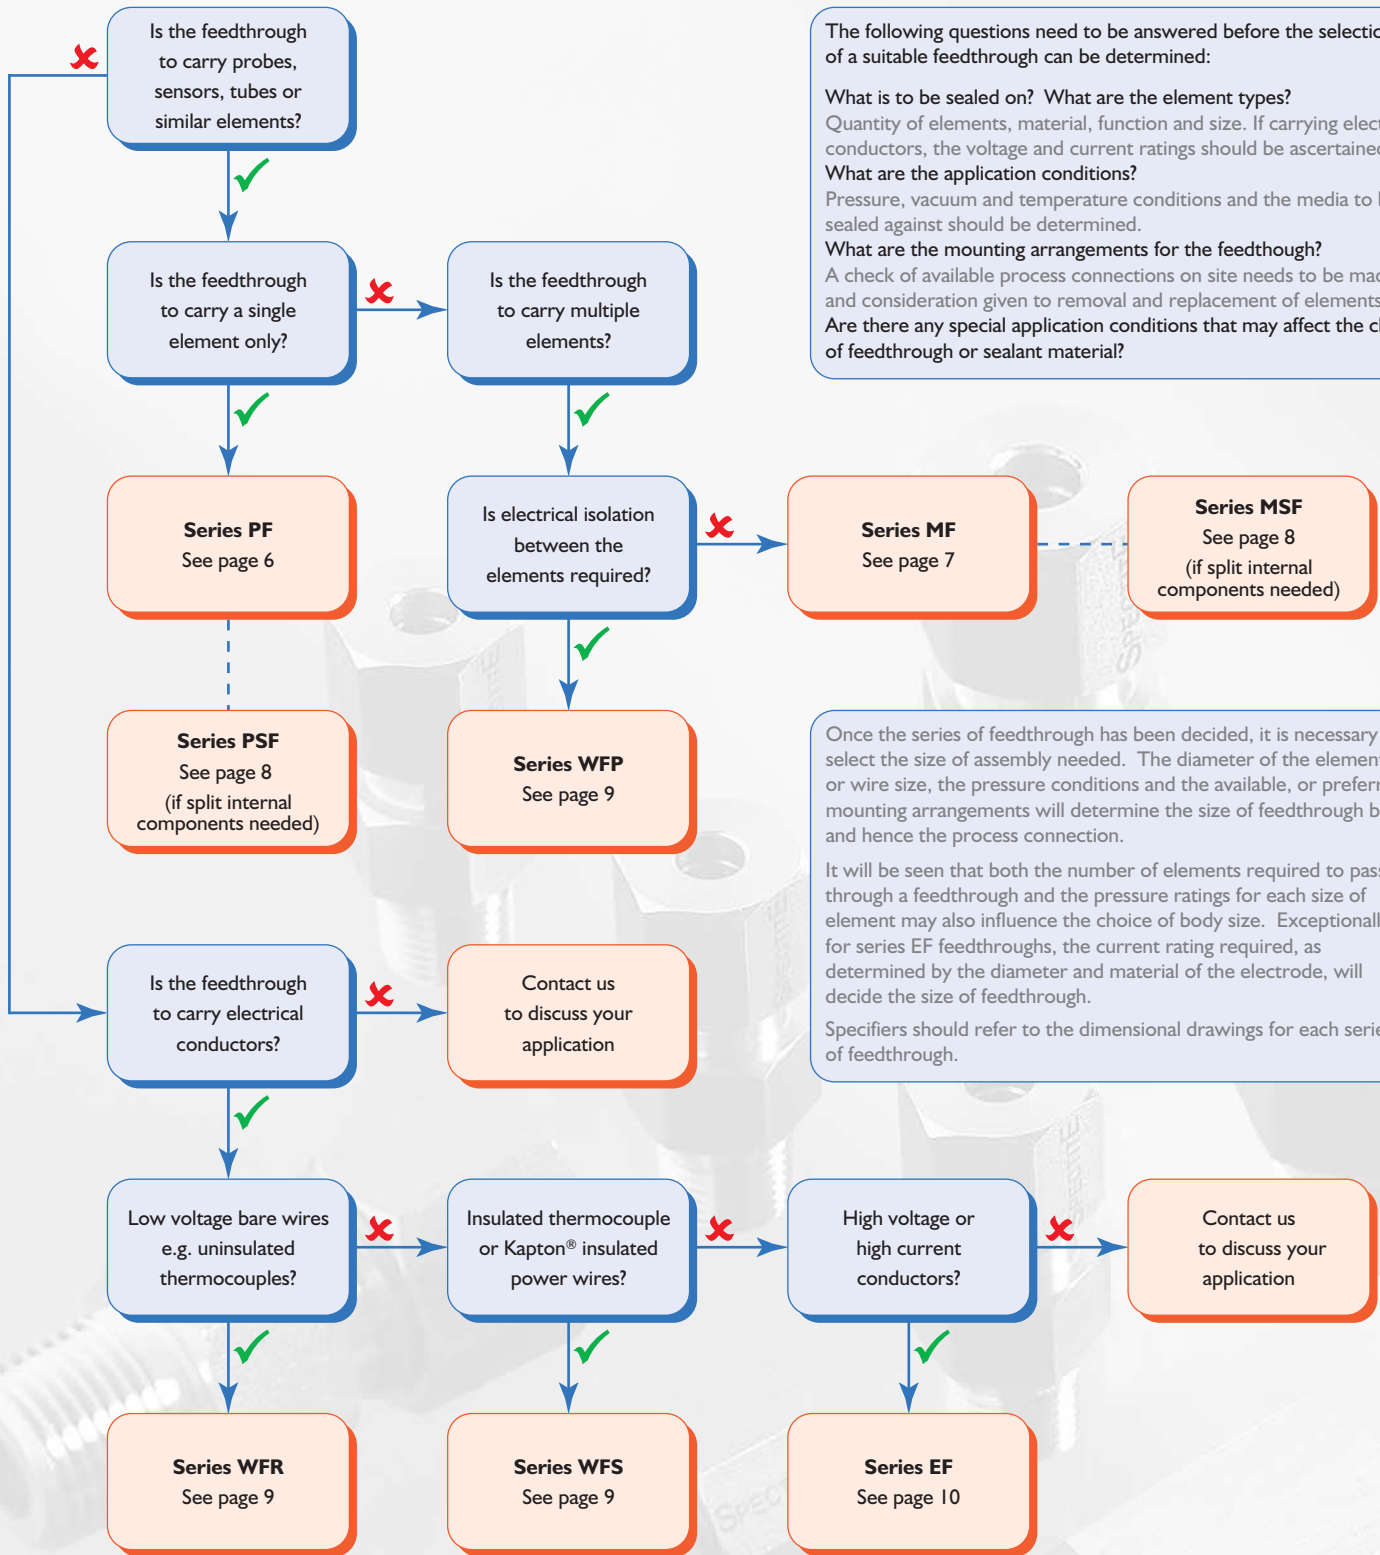 Is the feedthrough
to carry probes,
sensors, tubes or
similar elements?
The following questions need to be answered before the
of a suitable feedthrough can be determined:
What is to be sealed on? What are the element types?
Quantity of elements, material, function and size. If carrying
conductors, the voltage and current ratings should be
What are the application conditions?
Pressure, vacuum and temperature conditions and the media to
sealed against should be determined.
What are the mounting arrangements for the feedthough?
A check of available process connections on site needs to be
and consideration given to removal and replacement of elements
Are there any special application conditions that may affect the
of feedthrough or sealant material?
Is the feedthrough
to carry a single
element only?
Is the feedthrough
to carry multiple
elements?
Series PF
See page 6
Is electrical isolation
between the
elements required?
Series MF
See page 7
Series MSF
See page 8
(if split internal
components needed)
Series PSF
See page 8
(if split internal
components needed)
Series WFP
See page 9
Once the series of feedthrough has been decided, it is necessary
select the size of assembly needed. The diameter of the
or wire size, the pressure conditions and the available, or
mounting arrangements will determine the size of feedthrough
and hence the process connection.
It will be seen that both the number of elements required to pass
through a feedthrough and the pressure ratings for each size of
element may also influence the choice of body size.
for series EF feedthroughs, the current rating required, as
determined by the diameter and material of the electrode, will
decide the size of feedthrough.
Specifiers should refer to the dimensional drawings for each
of feedthrough.
Is the feedthrough
to carry electrical
conductors?
Contact us
to discuss your
application
Low voltage bare wires
e.g. uninsulated
thermocouples?
Insulated thermocouple
or Kapton® insulated
power wires?
High voltage or
high current
conductors?
Contact us
to discuss your
application
Series WFR
See page 9
Series WFS
See page 9
Series EF
See page 10